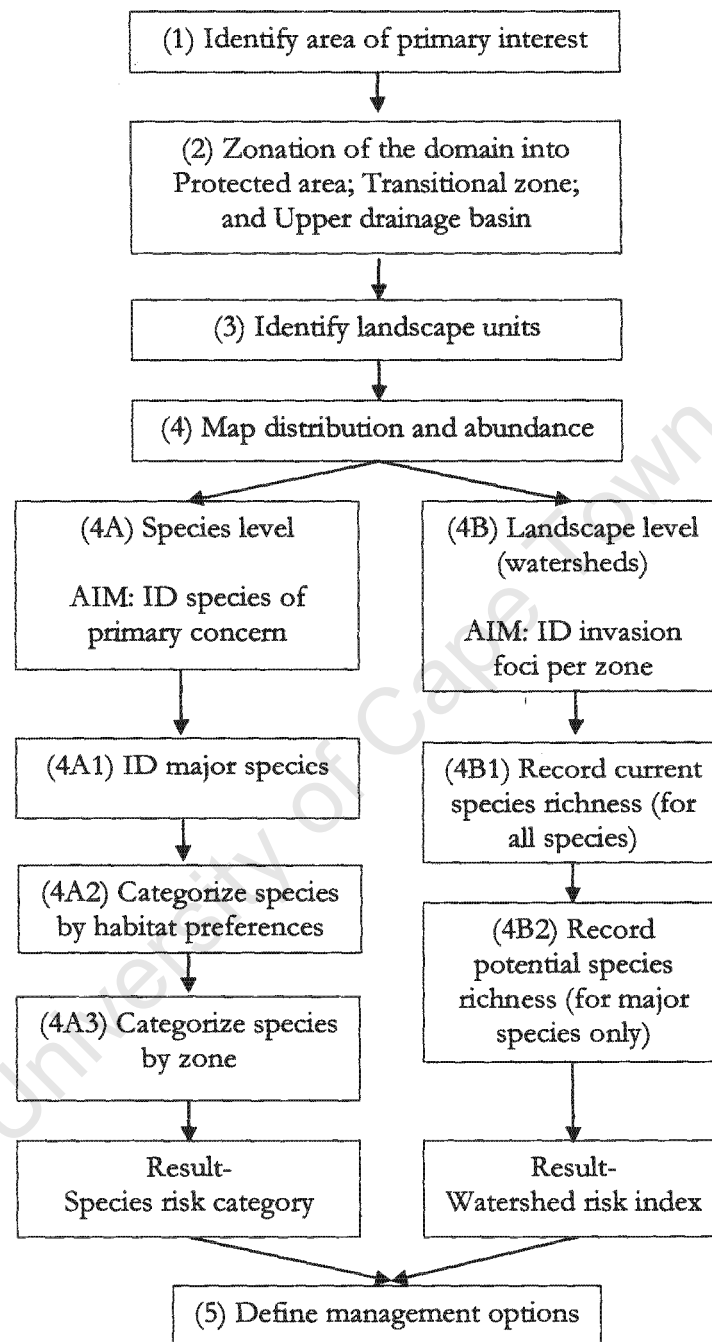 (1) Identify area of primary interest
(2) Zonation of the domain into
Protected area; Transitional zone;
and Upper drainage basin
(3) Identify landscape units
(4) Map distribution and abundance
(4A) Species level
AIM: ID species of
primary concern
(4B) Landscape level
(watersheds)
AIM: ID invasion
foci per zone
(4A1) ID major species
(4B1) Record current
species richness (for
all species)
(4A2) Categorize species
by habitat preferences
(4B2) Record
potential species
richness (for major
species only)
(4A3) Categorize species
by zone
Result-
Species risk category
Result-
Watershed risk index
(5) Define management options
University of Cape Town